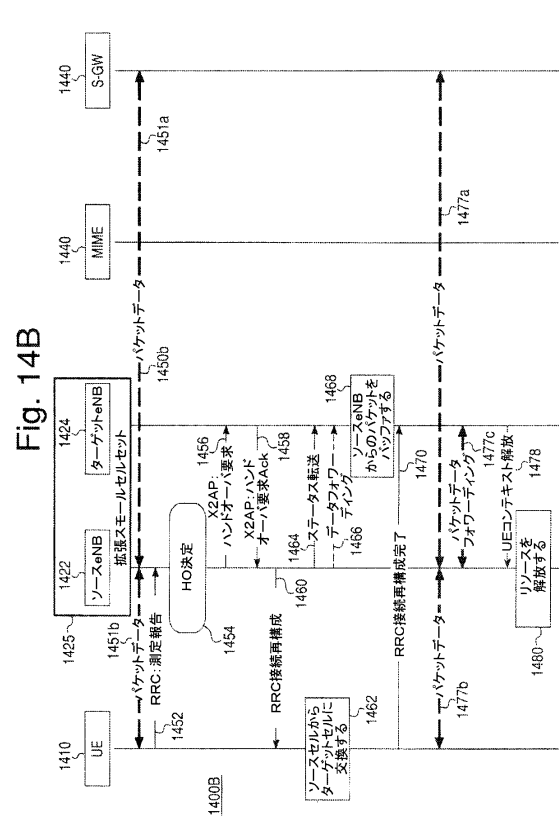 Fig. 14B
1410
UE
1425
1422
ソースeNB
1424
ターゲットeNB
拡張スモールセルセット
1440
MIME
1440
S-GW
1451b
パケットデータ
パケットデータ
1450b
1451a
RRC：測定報告
1452
HO決定
1454
X2AP：
ハンドオーバ要求
1456
X2AP：ハンド
オーバ要求Ack
1458
RRC接続再構成
1460
ソースセルから
ターゲットセルに
交換する
1462
1464
ステータス転送
データフォワー
ディング
1466
1468
ソースeNB
からのパケットを
バッファする
RRC接続再構成完了
1470
パケットデータ
パケットデータ
1477a
1477b
パケットデータ
フォワーディング
1477c
UEコンテキスト解放
1478
リソースを
解放する
1480
1400B